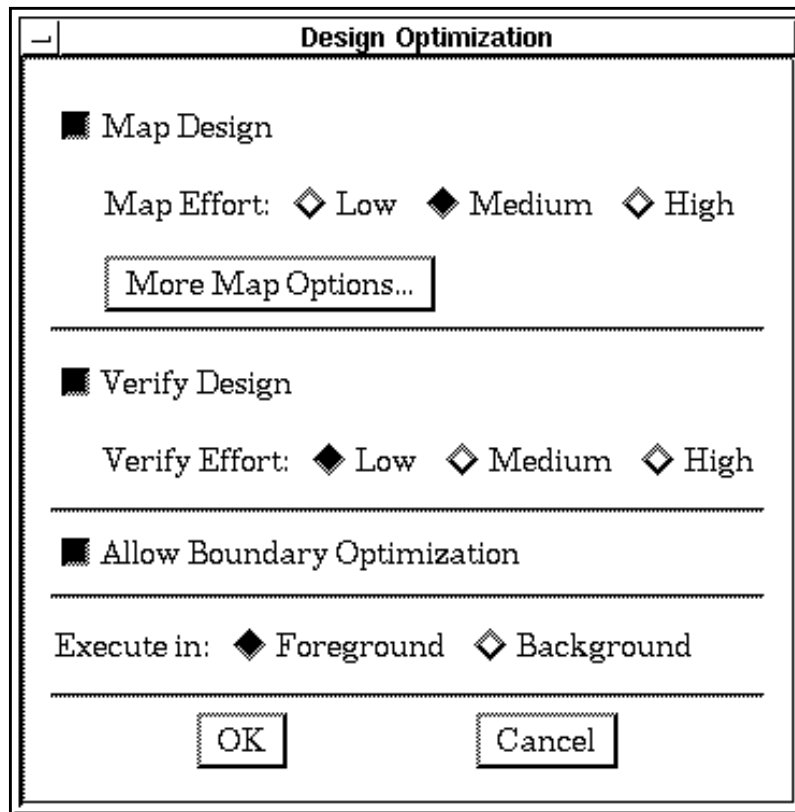 Design Optimization
Map Design
Map Effort: Low Medium High
More Map Options...
Verify Design
Verify Effort: Low Medium High
Allow Boundary Optimization
Execute in: Foreground Background
OK Cancel